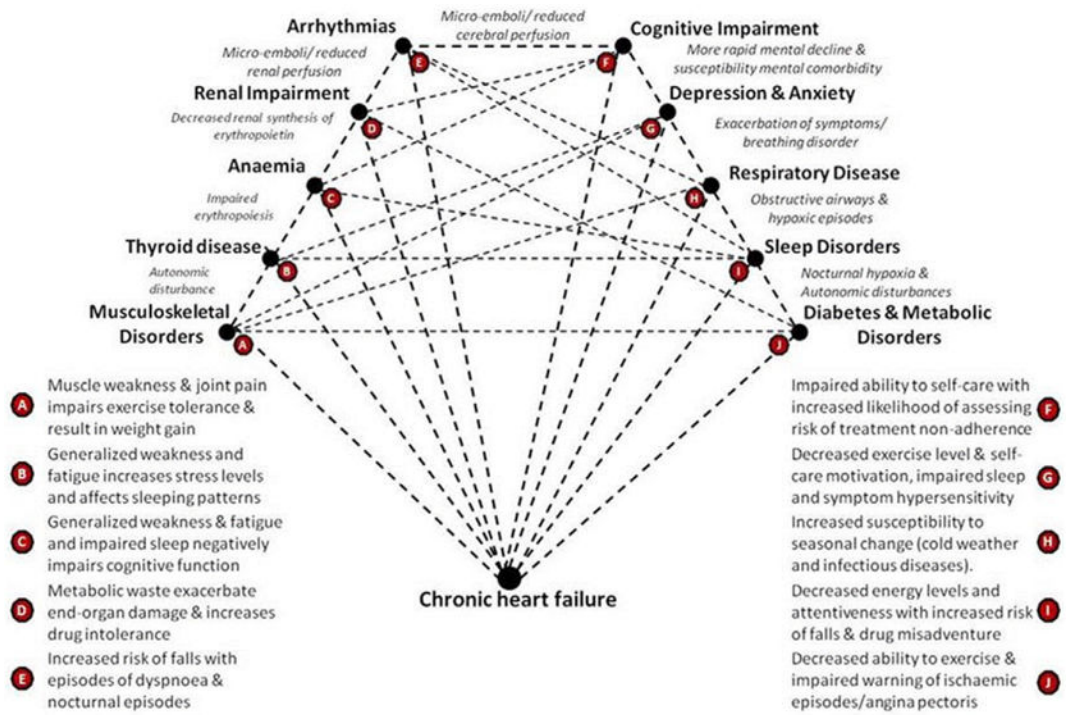 Arrhythmias
Micro-emboli/ reduced
cerebral perfusion
Cognitive Impairment
Micro-emboli/ reduced
renal perfusion
More rapid mental decline &
susceptibility mental comorbidity
E
F
Renal Impairment
Depression & Anxiety
Decreased renal synthesis of
erythropoietin
D
G
Exacerbation of symptoms/
breathing disorder
Anaemia
Respiratory Disease
Impaired
erythropoiesis
C
H
Obstructive airways &
hypoxic episodes
Thyroid disease
Sleep Disorders
Autonomic
disturbance
B
I
Nocturnal hypoxia &
Autonomic disturbances
Musculoskeletal
Disorders
Diabetes & Metabolic
Disorders
A
J
Chronic heart failure
A
Muscle weakness & joint pain
impairs exercise tolerance &
result in weight gain
B
Generalized weakness and
fatigue increases stress levels
and affects sleeping patterns
C
Generalized weakness & fatigue
and impaired sleep negatively
impairs cognitive function
D
Metabolic waste exacerbate
end-organ damage & increases
drug intolerance
E
Increased risk of falls with
episodes of dyspnoea &
nocturnal episodes
Impaired ability to self-care with
increased likelihood of assessing
risk of treatment non-adherence
F
Decreased exercise level & self-
care motivation, impaired sleep
and symptom hypersensitivity
G
Increased susceptibility to
seasonal change (cold weather
and infectious diseases).
H
Decreased energy levels and
attentiveness with increased risk
of falls & drug misadventure
I
Decreased ability to exercise &
impaired warning of ischaemic
episodes/angina pectoris
J